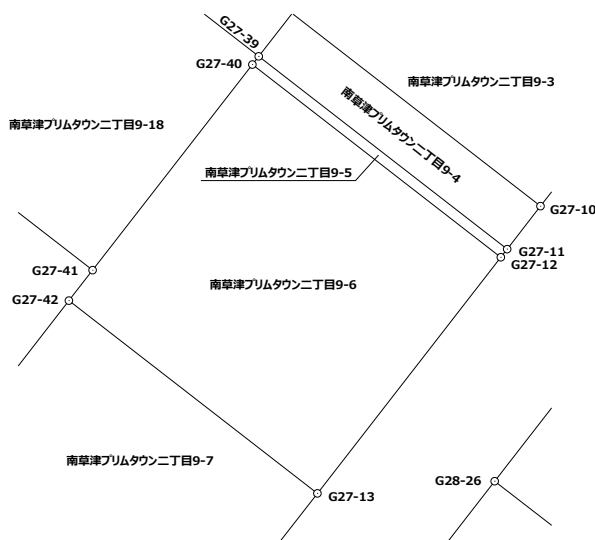 G27-39
G27-40
南草津プリムタウン二丁目9-3
南草津プリムタウン二丁目9-4
南草津プリムタウン二丁目9-18
南草津プリムタウン二丁目9-5
G27-10
G27-11
G27-12
G27-41
南草津プリムタウン二丁目9-6
G27-42
南草津プリムタウン二丁目9-7
G28-26
G27-13